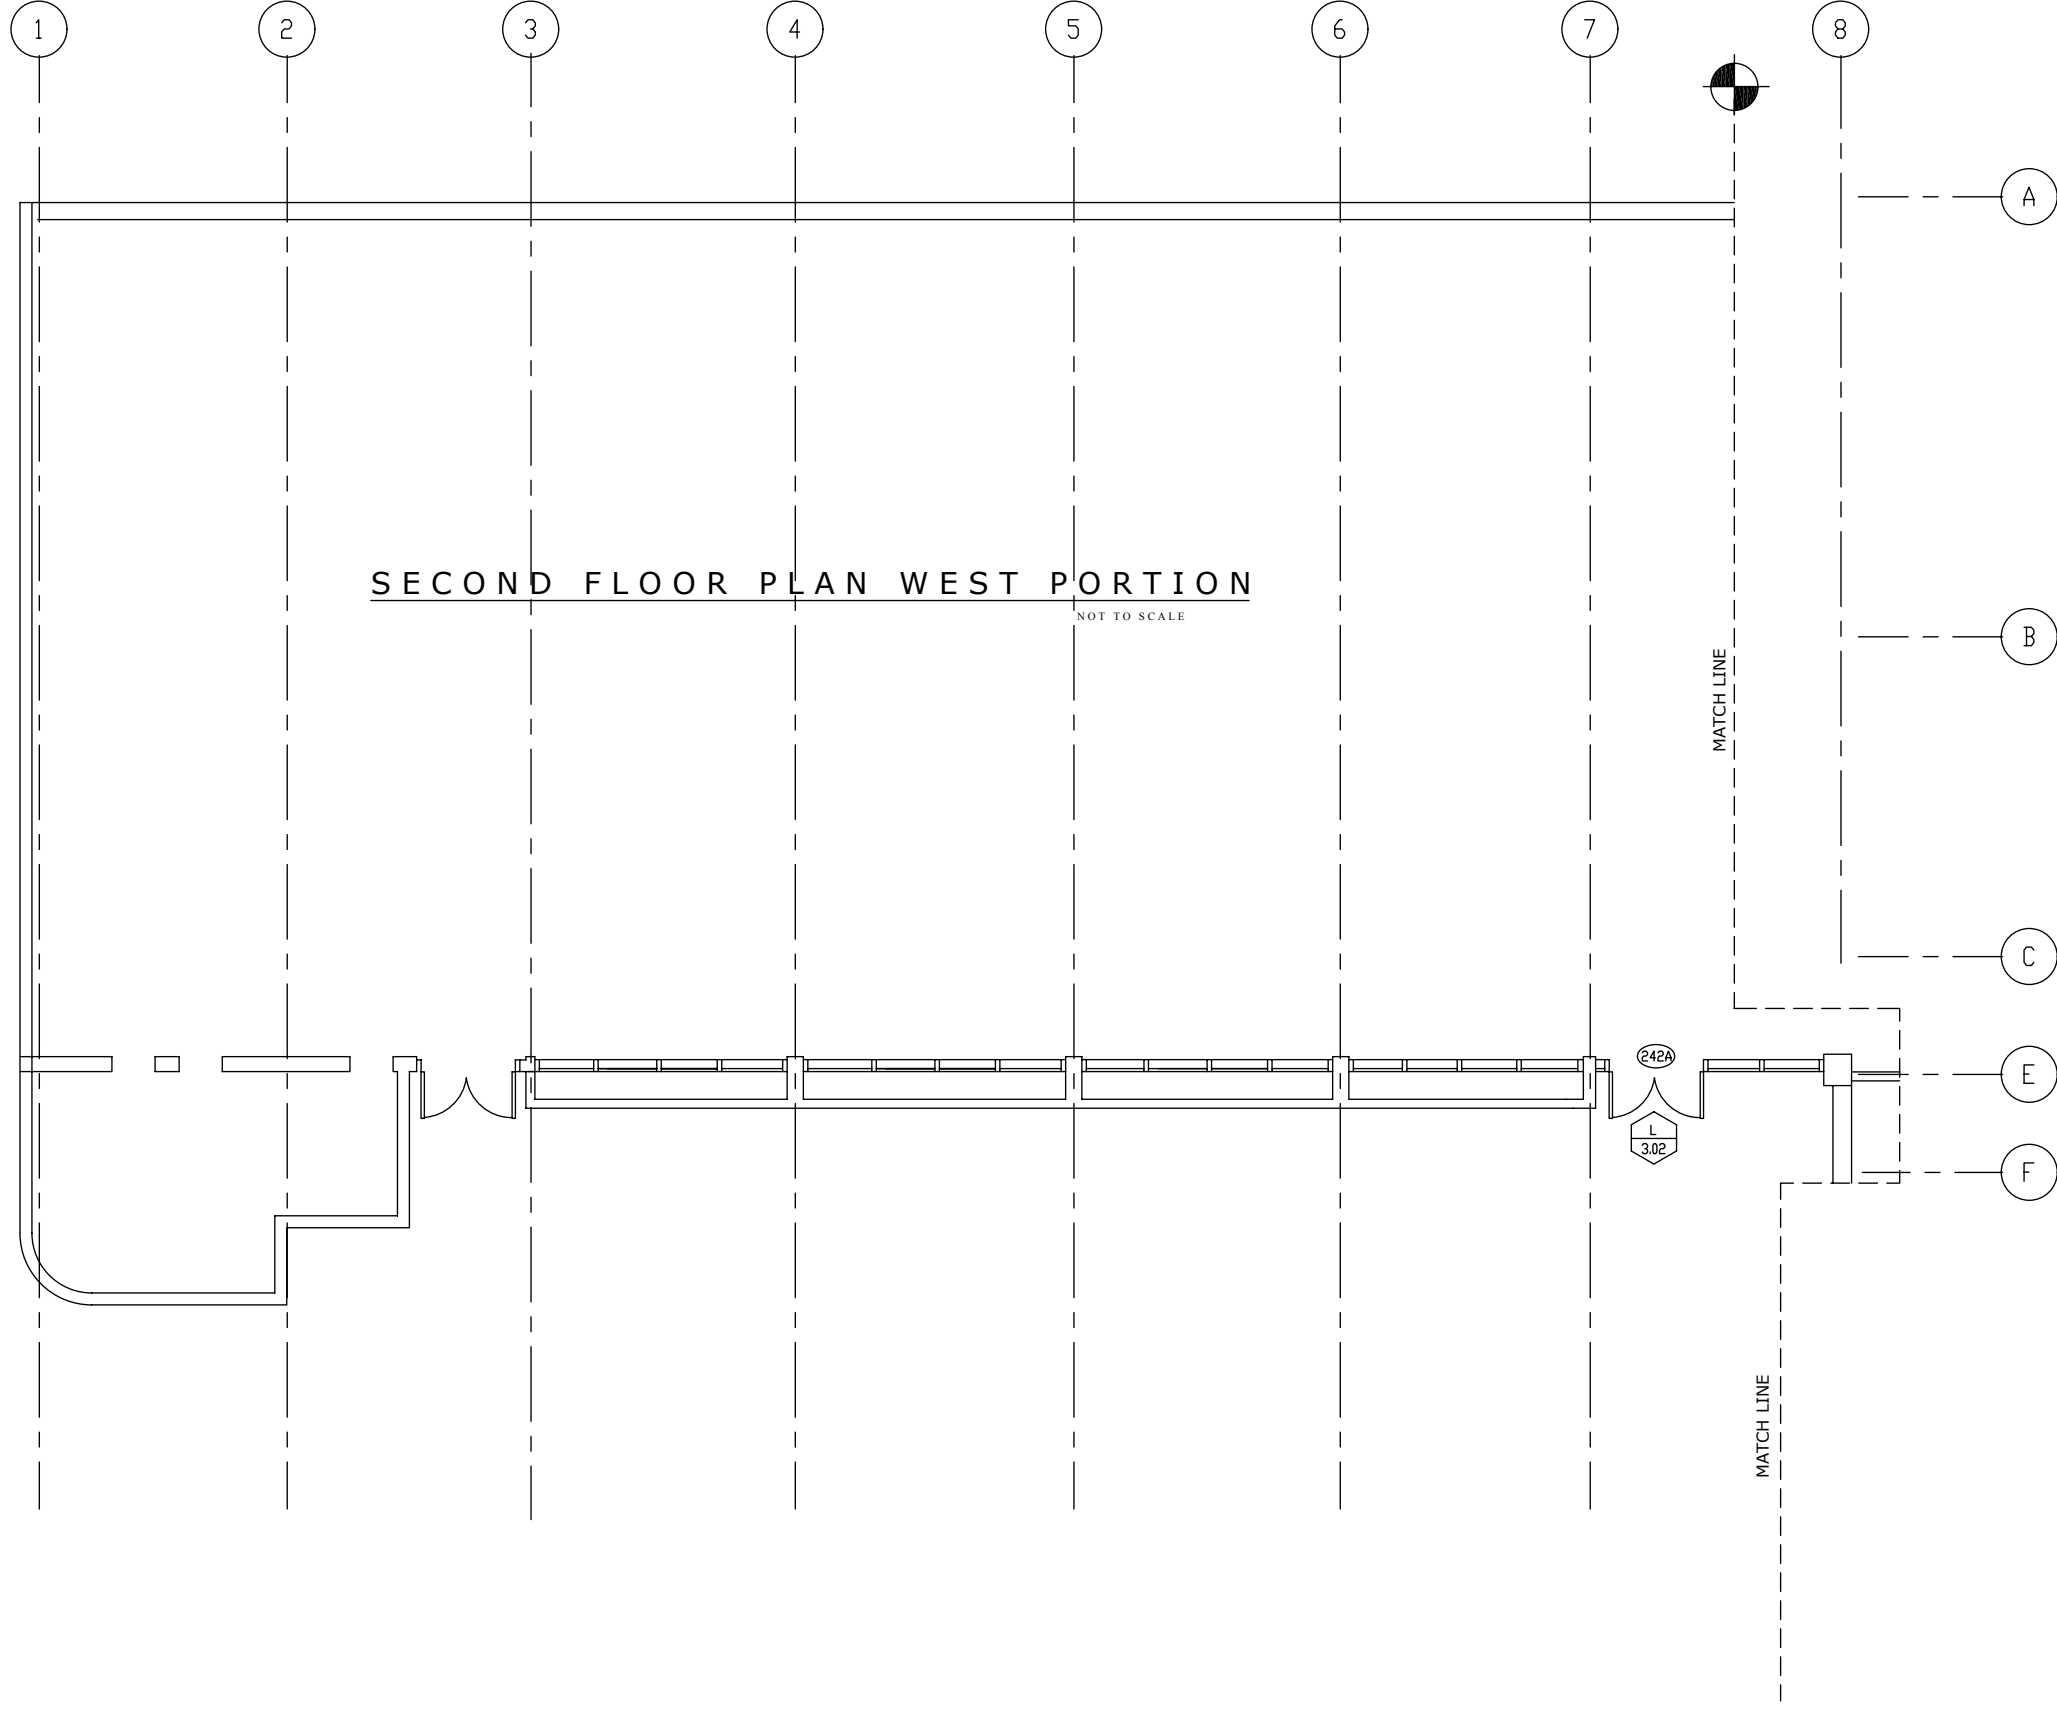 1 2 3 4 5 6 7 8
A
SECOND FLOOR PLAN WEST PORTION
NOT TO SCALE
B
MATCH LINE
C
242A
E
L
3.02
F
MATCH LINE